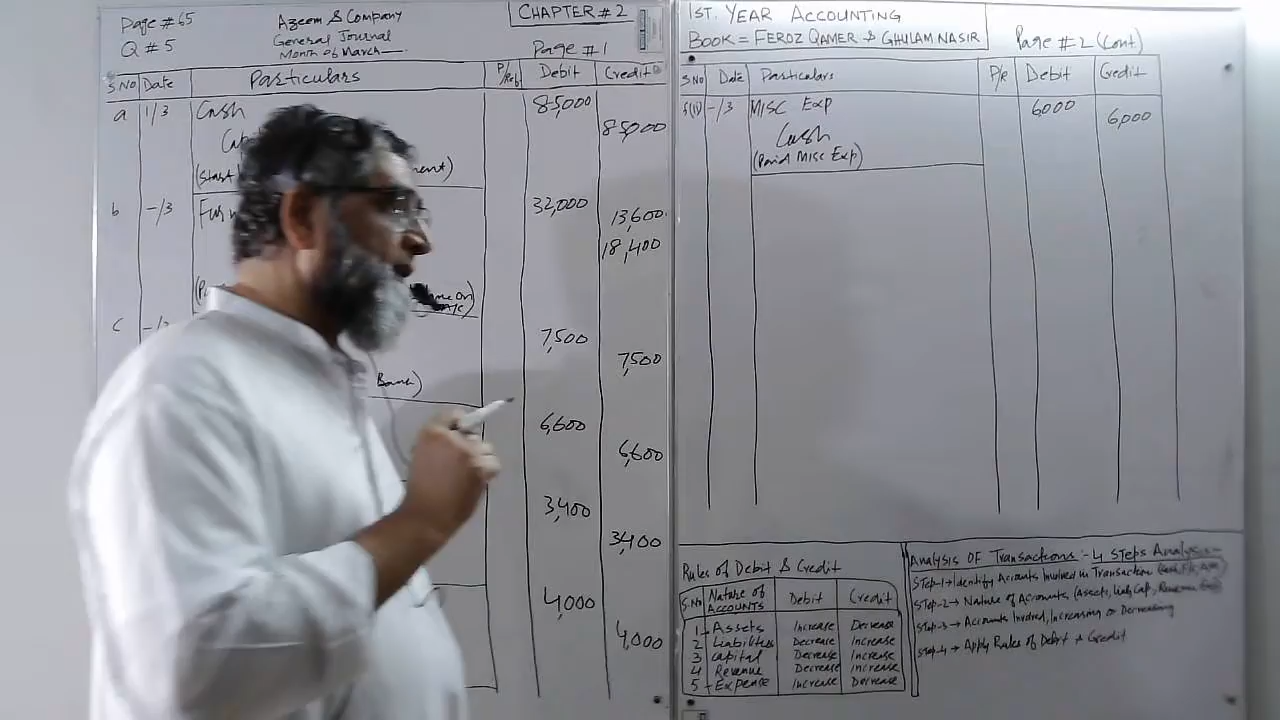 Page #65
Q #5
Azeem & Company
General Journal
Month of March
CHAPTER #2
Page #1
S.No Date Particulars P/Ref Debit Credit
a 1/3 Cash 85,000
85,000
(Start
b -/3 32,000
13,600
18,400
c -/3 7,500
7,500
Bank)
6,600
6,600
3,400
3,400
4,000
4,000
1ST. YEAR ACCOUNTING
BOOK = FEROZ QAMER & GHULAM NASIR
Page #2 (Cont)
S.No Date Particulars P/R Debit Credit
-/3 MISC Exp 6000
Cash 6,000
(Paid Misc Exp)
Rules of Debit & Credit
S.No Nature of ACCOUNTS Debit Credit
1 Assets Increase Decrease
2 Liabilities Decrease Increase
3 Capital Decrease Increase
4 Revenue Decrease Increase
5 Expense Increase Decrease
Analysis OF Transactions - 4 STEPS Analysis
STEP-1 → Identify Accounts Involved in Transaction
STEP-2 → Nature of Accounts (Assets,
STEP-3 → Accounts Involved, Increasing or Decreasing
STEP-4 → Apply Rules of Debit & Credit